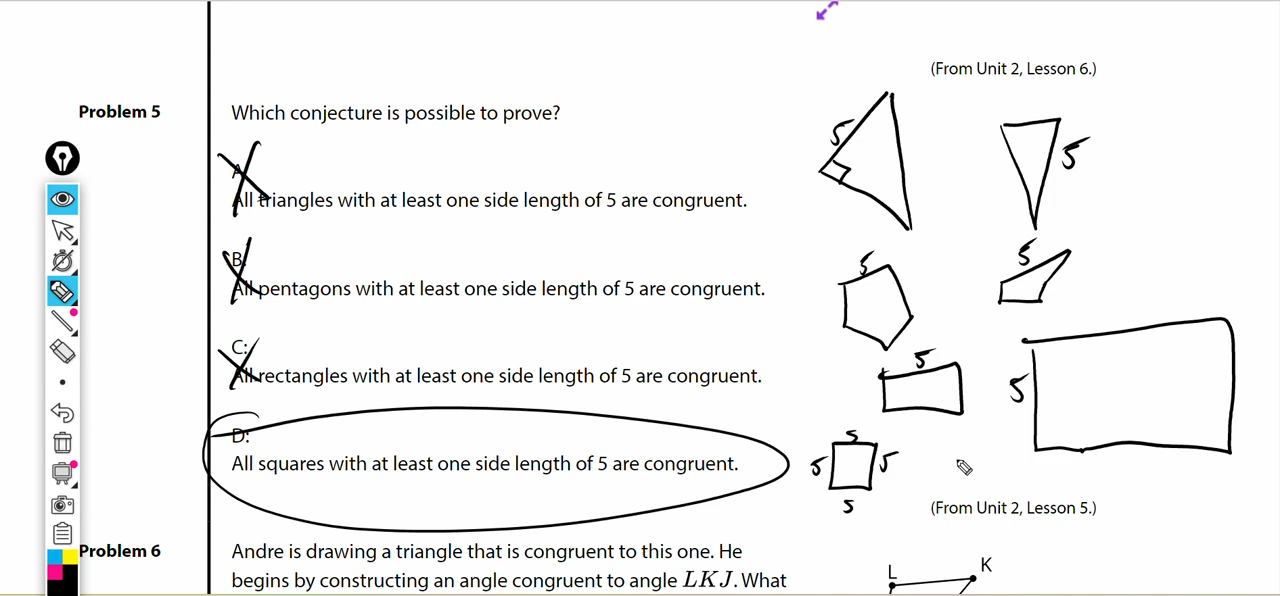 (From Unit 2, Lesson 6.)
Problem 5
Which conjecture is possible to prove?
A:
All triangles with at least one side length of 5 are congruent.
5
5
B:
All pentagons with at least one side length of 5 are congruent.
5
5
C:
All rectangles with at least one side length of 5 are congruent.
5
5
D:
All squares with at least one side length of 5 are congruent.
5
5
5
5
(From Unit 2, Lesson 5.)
Problem 6
Andre is drawing a triangle that is congruent to this one. He
begins by constructing an angle congruent to angle LKJ. What
L
K